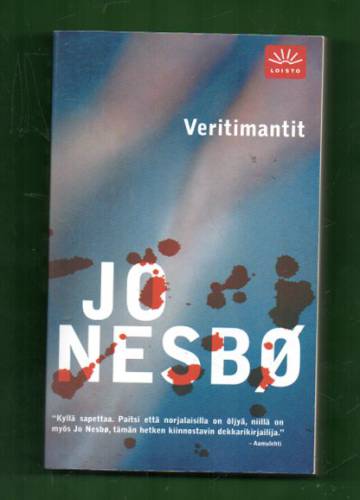 LOISTO
Veritimantit
JO
NESBØ
"Kyllä sapettaa. Paitsi että norjalaisilla on öljyä, niillä on
myös Jo Nesbø, tämän hetken kiinnostavin dekkarikirjailija."
– Aamulehti